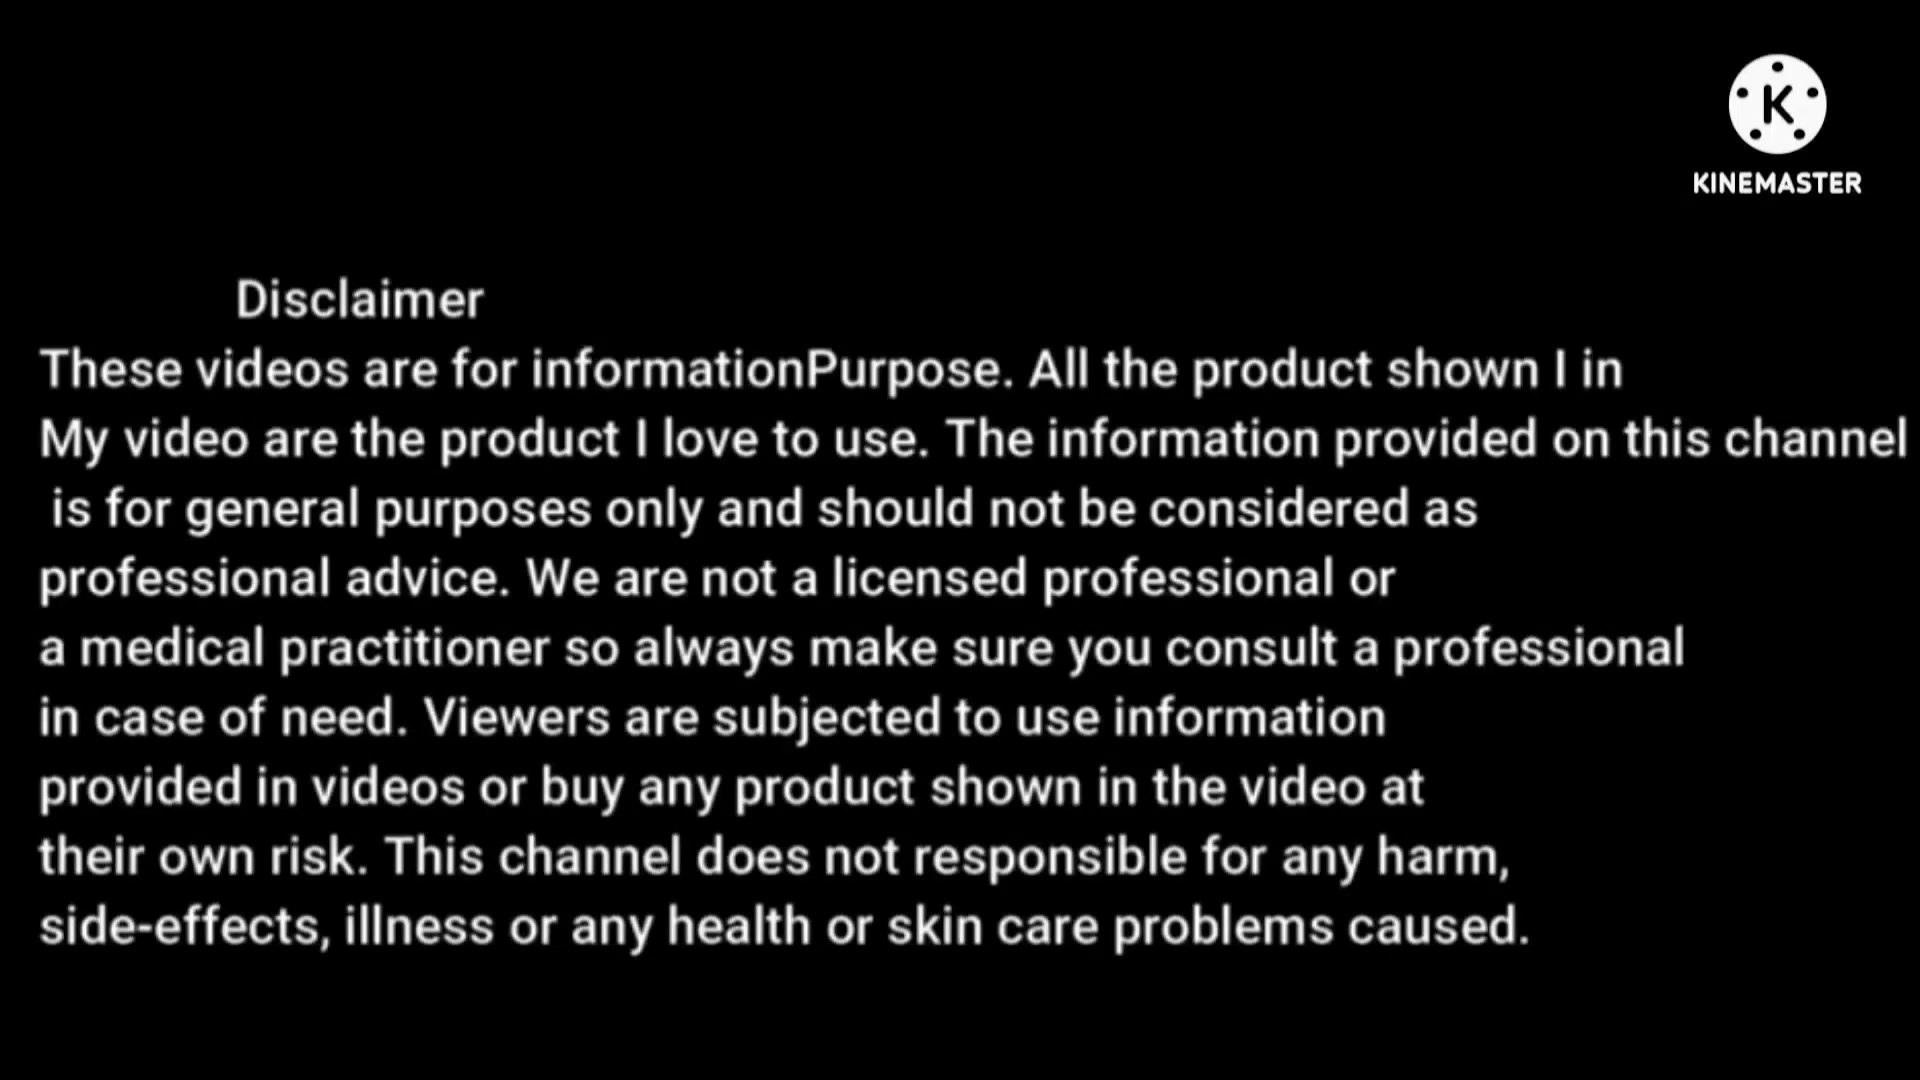 K
KINEMASTER
Disclaimer
These videos are for informationPurpose. All the product shown I in
My video are the product I love to use. The information provided on this channel
is for general purposes only and should not be considered as
professional advice. We are not a licensed professional or
a medical practitioner so always make sure you consult a professional
in case of need. Viewers are subjected to use information
provided in videos or buy any product shown in the video at
their own risk. This channel does not responsible for any harm,
side-effects, illness or any health or skin care problems caused.